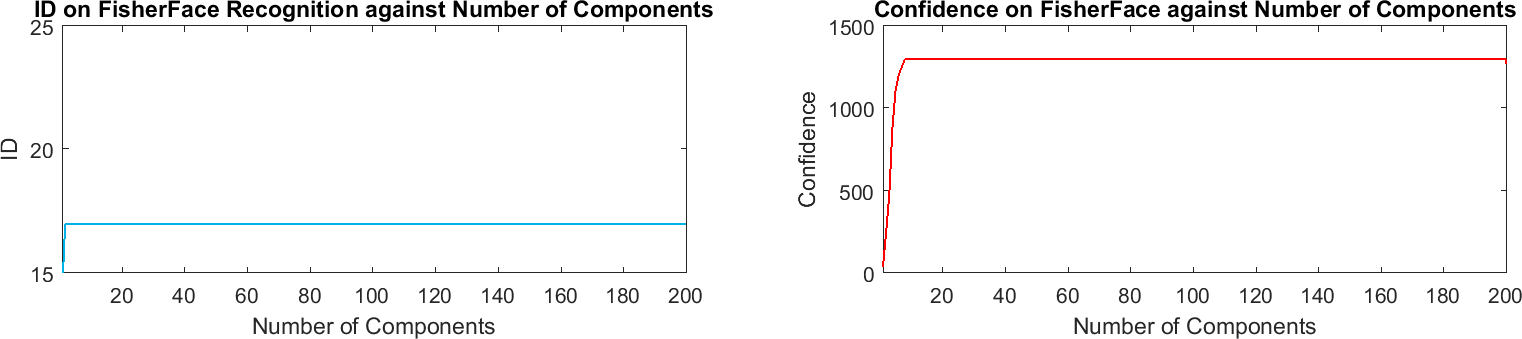 ID on FisherFace Recognition against Number of Components
25
20
15
ID
20 40 60 80 100 120 140 160 180 200
Number of Components
Confidence on FisherFace against Number of Components
1500
1000
500
0
Confidence
20 40 60 80 100 120 140 160 180 200
Number of Components